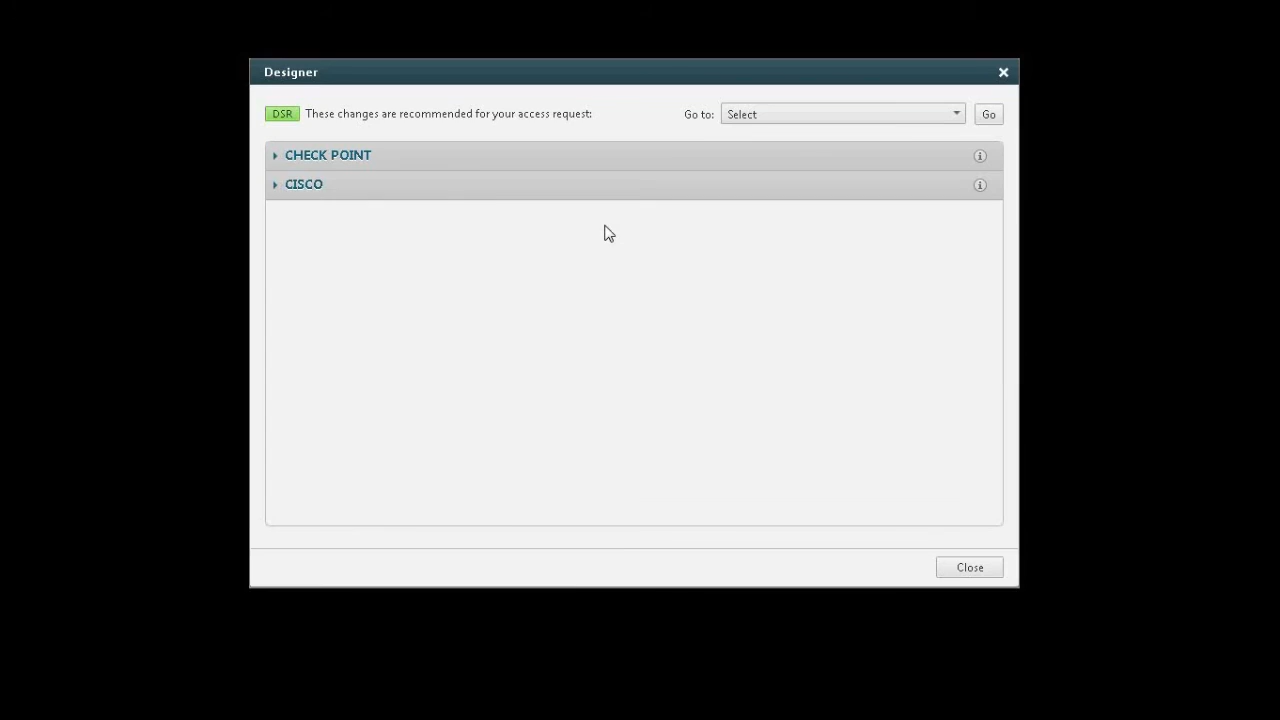 Designer
DSR These changes are recommended for your access request: Go to: Select Go
CHECK POINT
CISCO
Close